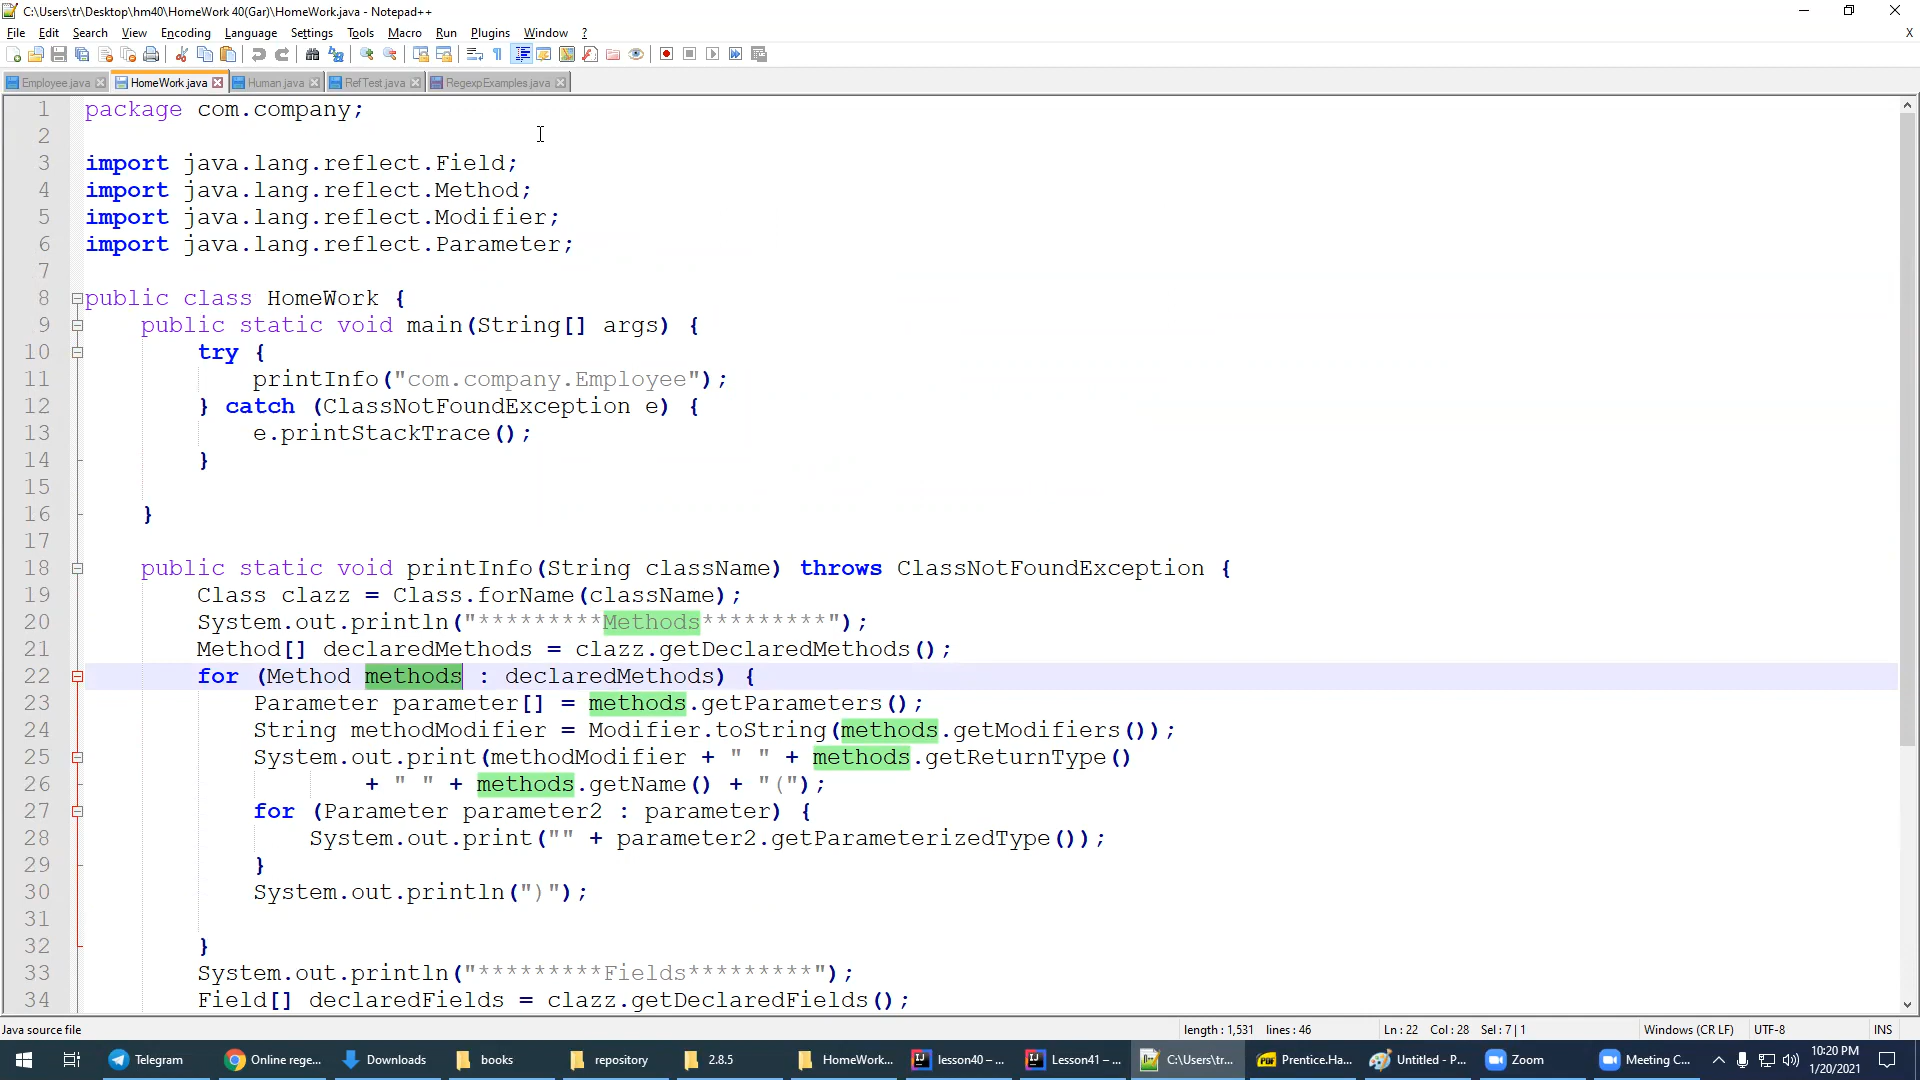 C:\Users\tr\Desktop\hm40\HomeWork 40(Gar)\HomeWork.java - Notepad++
File Edit Search View Encoding Language Settings Tools Macro Run Plugins Window ? X
Employee.java HomeWork.java Human.java RefTest.java RegexpExamples.java
1 package com.company;
2
3 import java.lang.reflect.Field;
4 import java.lang.reflect.Method;
5 import java.lang.reflect.Modifier;
6 import java.lang.reflect.Parameter;
7
8 public class HomeWork {
9 public static void main(String[] args) {
10 try {
11 printInfo("com.company.Employee");
12 } catch (ClassNotFoundException e) {
13 e.printStackTrace();
14 }
15
16 }
17
18 public static void printInfo(String className) throws ClassNotFoundException {
19 Class clazz = Class.forName(className);
20 System.out.println("*********Methods*********");
21 Method[] declaredMethods = clazz.getDeclaredMethods();
22 for (Method methods : declaredMethods) {
23 Parameter parameter[] = methods.getParameters();
24 String methodModifier = Modifier.toString(methods.getModifiers());
25 System.out.print(methodModifier + " " + methods.getReturnType()
26 + " " + methods.getName() + "(");
27 for (Parameter parameter2 : parameter) {
28 System.out.print("" + parameter2.getParameterizedType());
29 }
30 System.out.println(")");
31
32 }
33 System.out.println("*********Fields*********");
34 Field[] declaredFields = clazz.getDeclaredFields();
Java source file length : 1,531 lines : 46 Ln : 22 Col : 28 Sel : 7 | 1 Windows (CR LF) UTF-8 INS
Telegram Online rege... Downloads books repository 2.8.5 HomeWork... lesson40 – ... Lesson41 – ... C:\Users\tr... Prentice.Ha... Untitled - P... Zoom Meeting C... 10:20 PM
1/20/2021